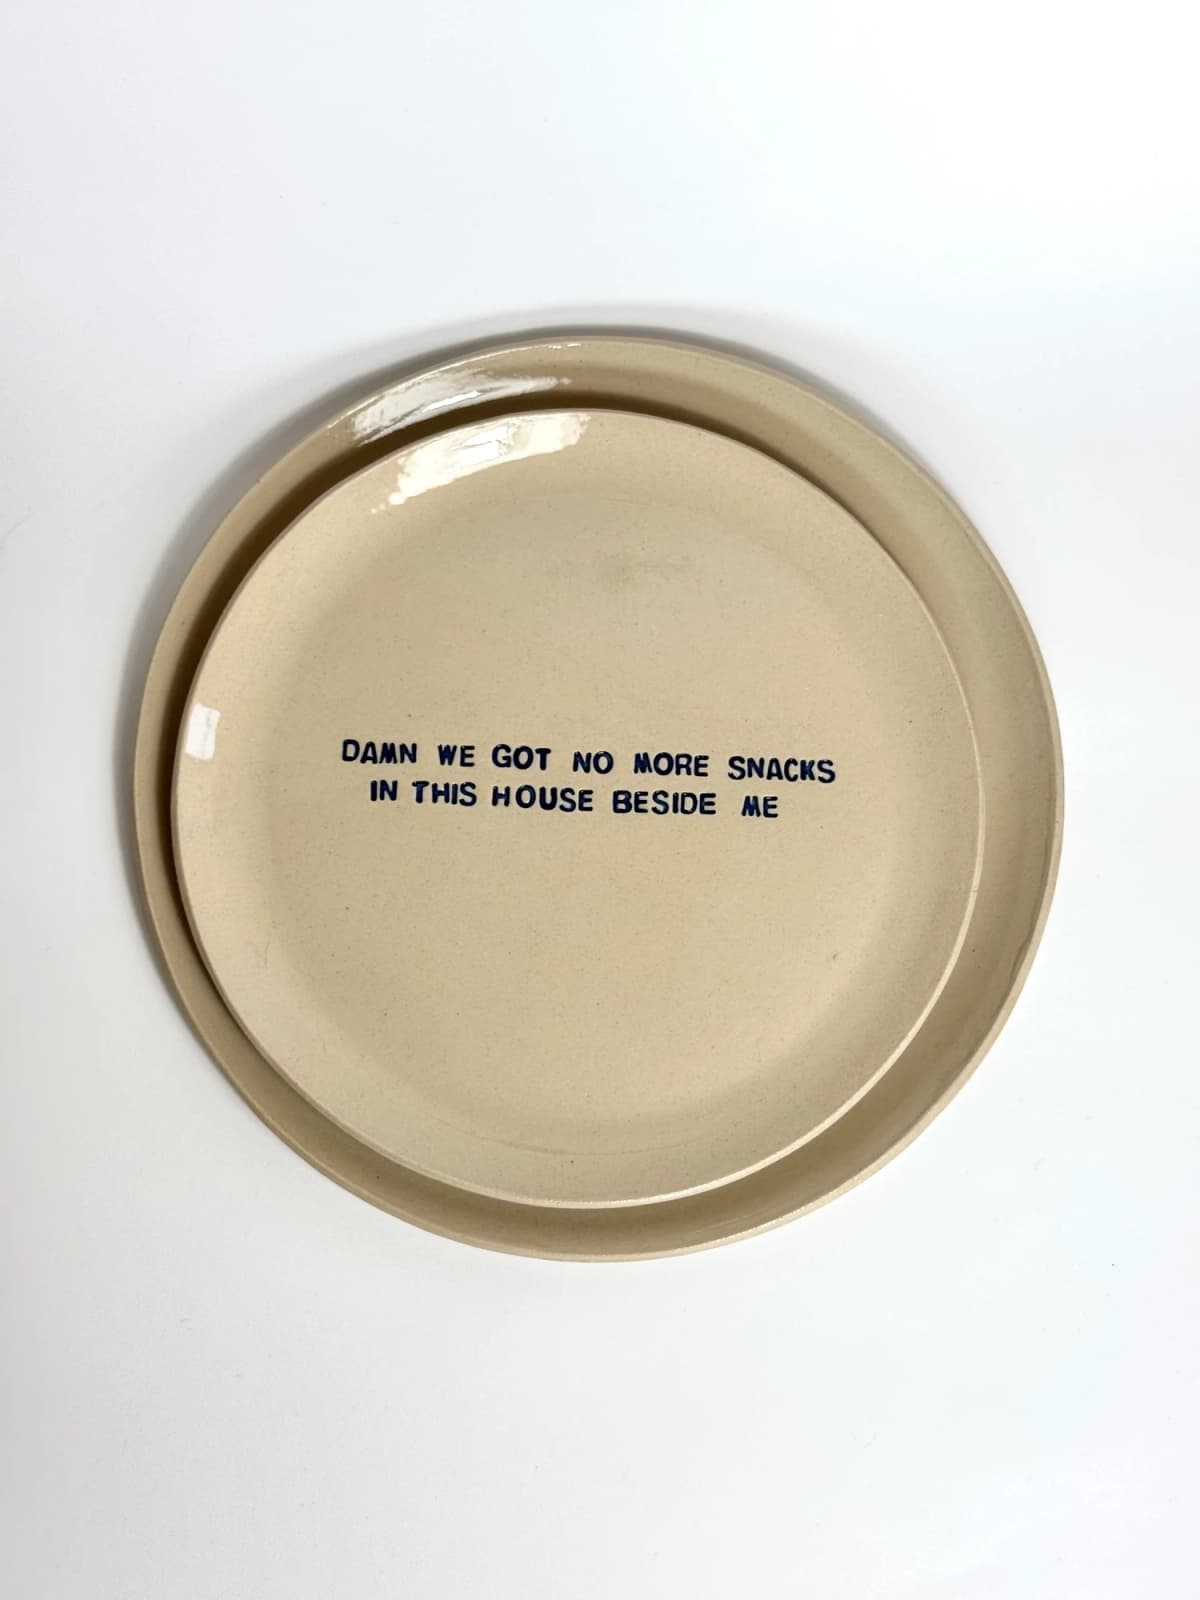 DAMN WE GOT NO MORE SNACKS
IN THIS HOUSE BESIDE ME